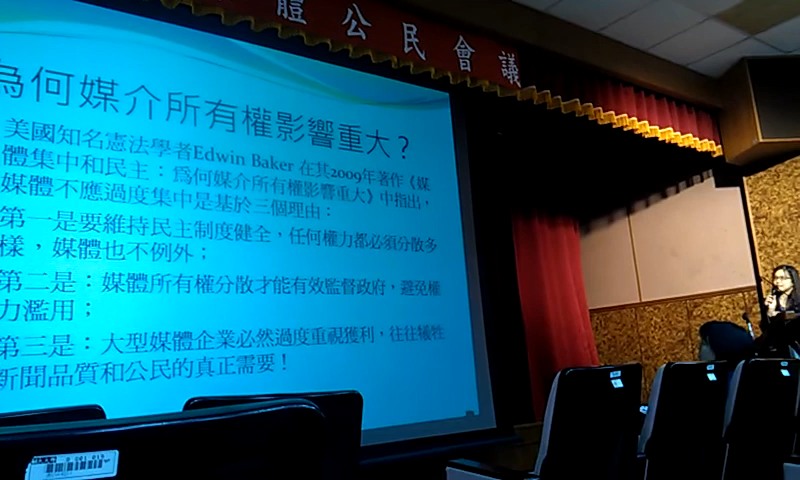 體公民會議
為何媒介所有權影響重大？
美國知名憲法學者Edwin Baker 在其2009年著作《媒
體集中和民主：為何媒介所有權影響重大》中指出，
媒體不應過度集中是基於三個理由：
第一是要維持民主制度健全，任何權力都必須分散多
樣，媒體也不例外；
第二是：媒體所有權分散才能有效監督政府，避免權
力濫用；
第三是：大型媒體企業必然過度重視獲利，往往犧牲
新聞品質和公民的真正需要！